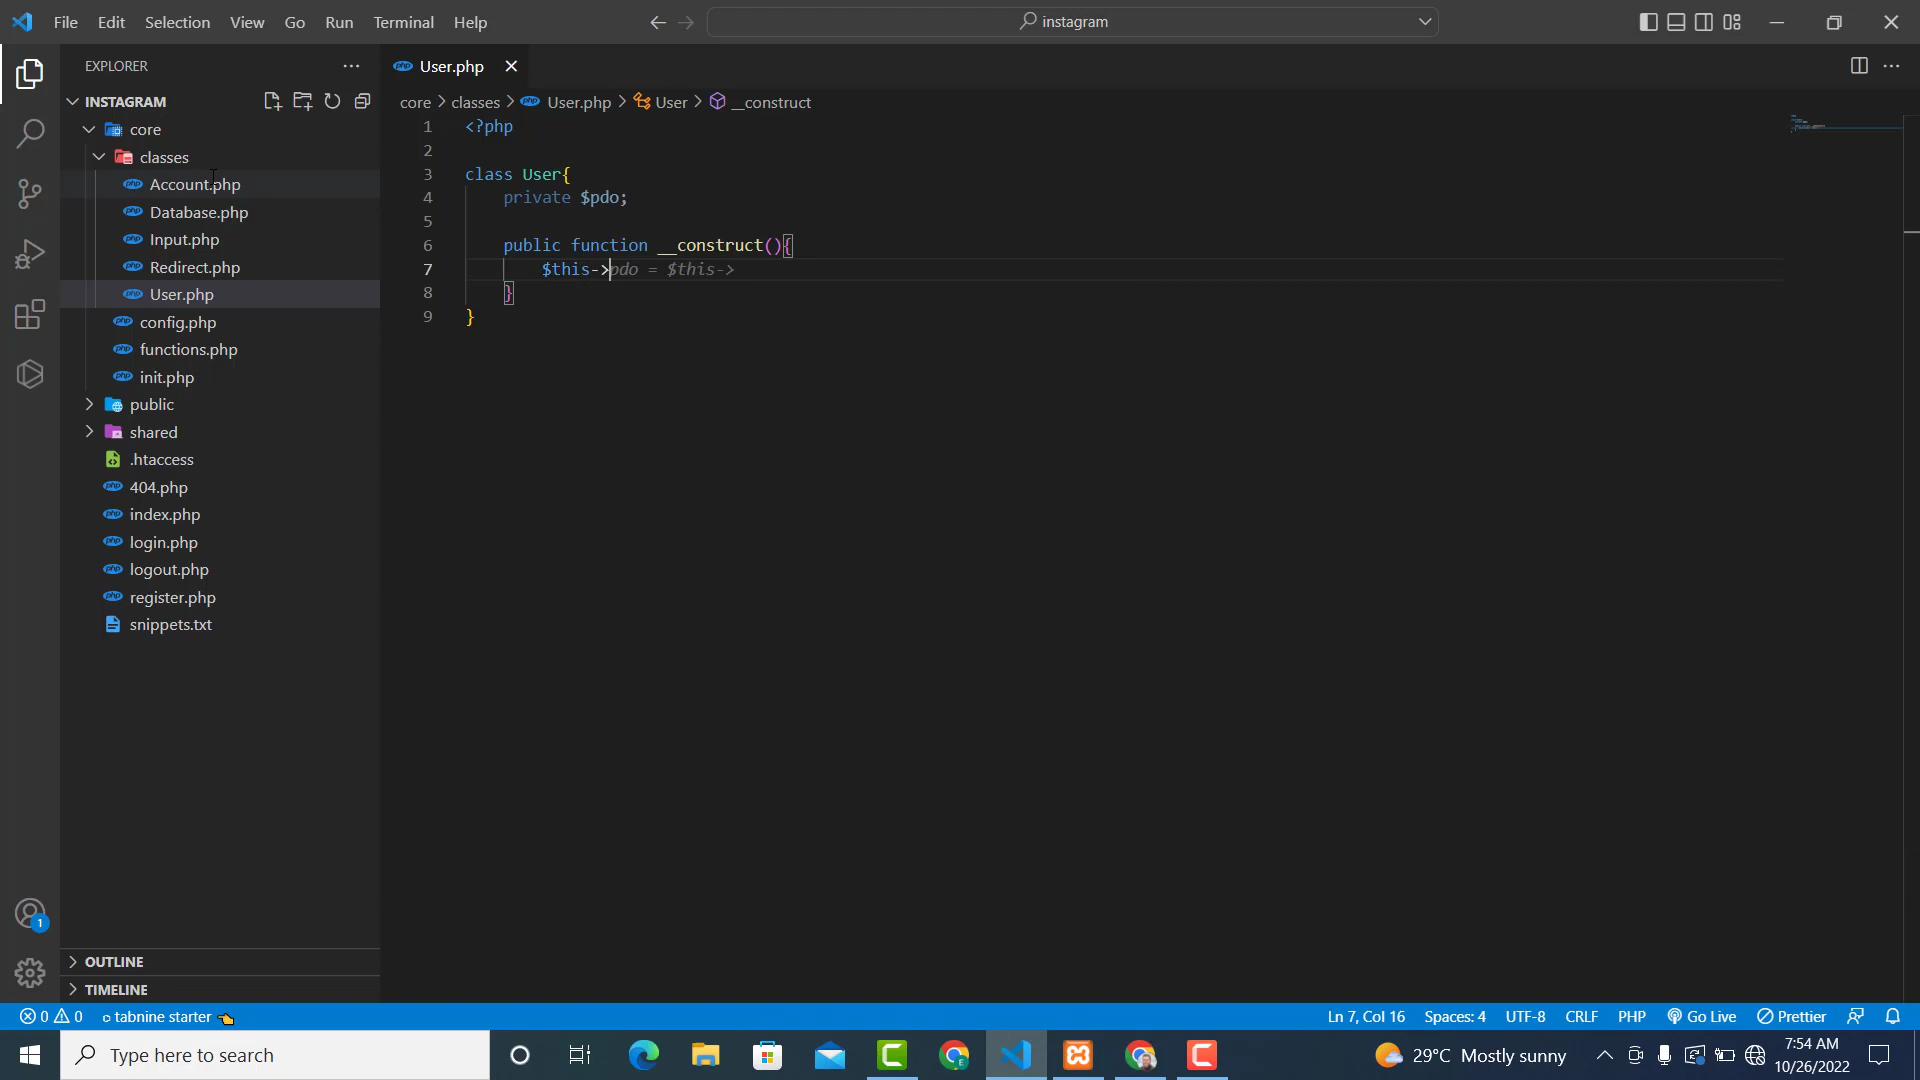 File Edit Selection View Go Run Terminal Help
instagram
EXPLORER
INSTAGRAM
core
classes
Account.php
Database.php
Input.php
Redirect.php
User.php
config.php
functions.php
init.php
public
shared
.htaccess
404.php
index.php
login.php
logout.php
register.php
snippets.txt
OUTLINE
TIMELINE
User.php
core > classes > User.php > User > __construct
1 <?php
2
3 class User{
4 private $pdo;
5
6 public function __construct(){
7 $this->pdo = $this->
8 }
9 }
1
0 0 tabnine starter
Ln 7, Col 16 Spaces: 4 UTF-8 CRLF PHP Go Live Prettier
Type here to search
29°C Mostly sunny
7:54 AM
10/26/2022